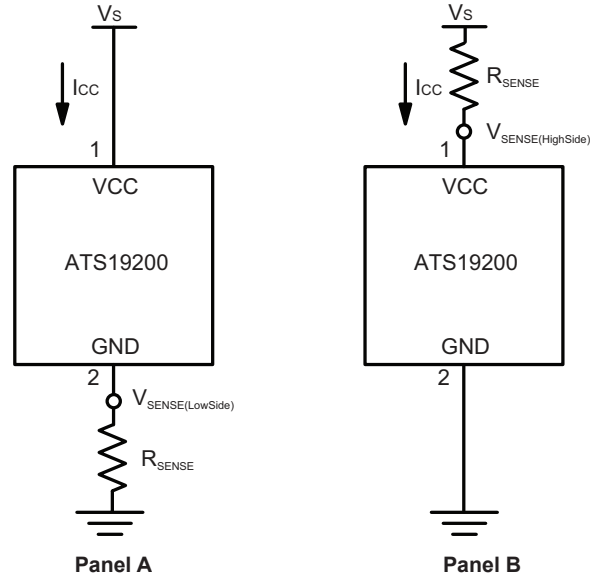 VS
ICC
1
VCC
ATS19200
GND
2
VSENSE(LowSide)
RSENSE
Panel A
VS
RSENSE
ICC
VSENSE(HighSide)
1
VCC
ATS19200
GND
2
Panel B